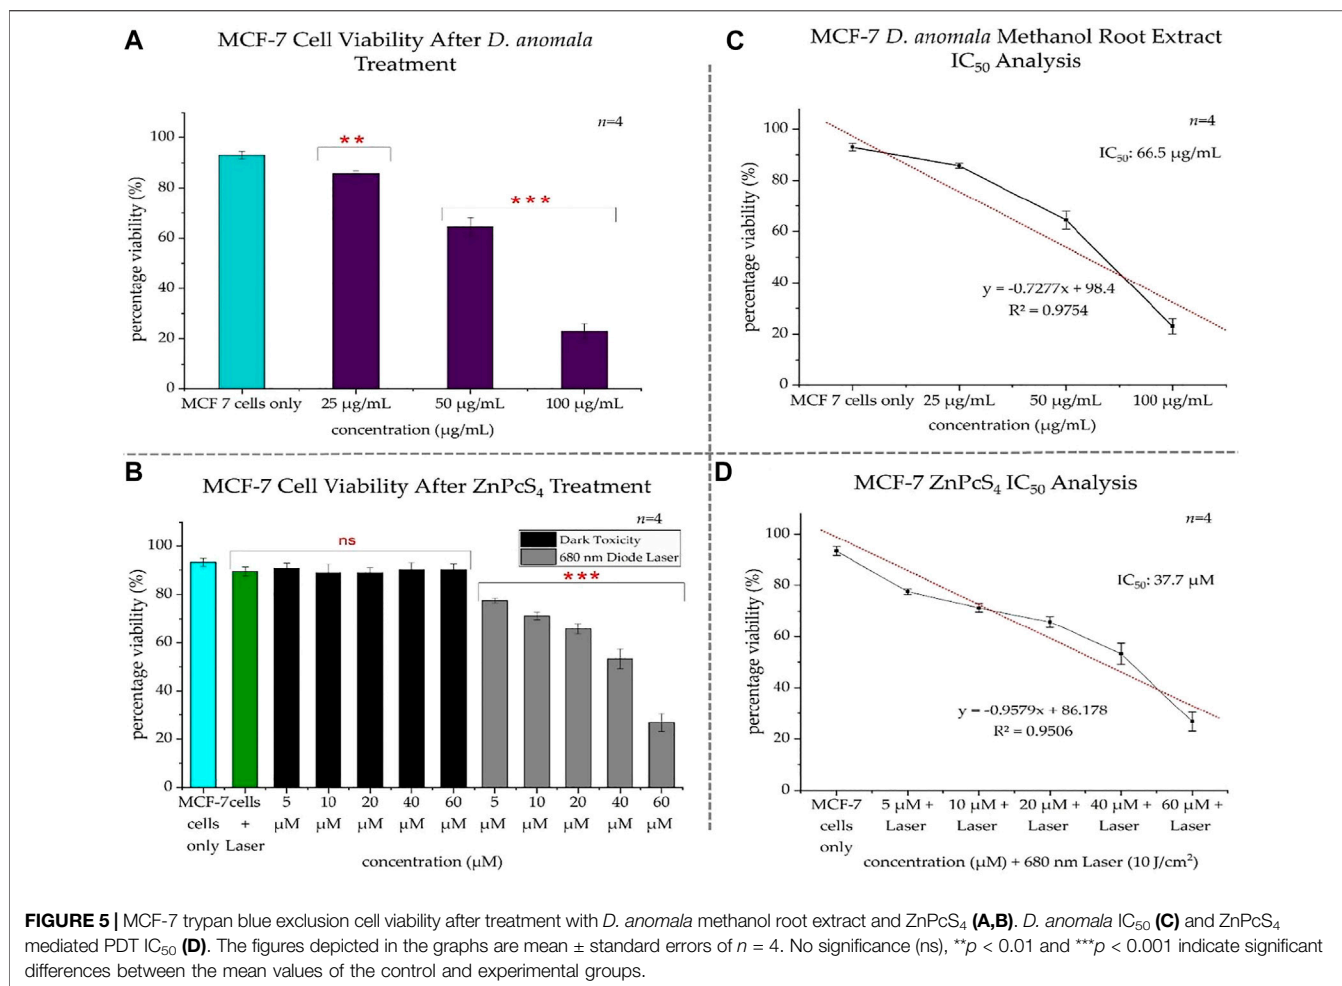 A
MCF-7 Cell Viability After D. anomala
Treatment
n=4
**
***
percentage viability (%)
100
80
60
40
20
0
MCF 7 cells only 25 µg/mL 50 µg/mL 100 µg/mL
concentration (µg/mL)
C
MCF-7 D. anomala Methanol Root Extract
IC50 Analysis
n=4
IC50: 66.5 µg/mL
percentage viability (%)
100
80
60
40
20
0
y = -0.7277x + 98.4
R² = 0.9754
MCF 7 cells only 25 µg/mL 50 µg/mL 100 µg/mL
concentration (µg/mL)
B
MCF-7 Cell Viability After ZnPcS4 Treatment
n=4
ns
Dark Toxicity
680 nm Diode Laser
***
percentage viability (%)
100
80
60
40
20
0
MCF-7 cells 5 10 20 40 60 5 10 20 40 60
cells + µM µM µM µM µM µM µM µM µM µM
only Laser
concentration (µM)
D
MCF-7 ZnPcS4 IC50 Analysis
n=4
IC50: 37.7 µM
percentage viability (%)
100
80
60
40
20
0
y = -0.9579x + 86.178
R² = 0.9506
MCF-7 5 µM + 10 µM + 20 µM + 40 µM + 60 µM +
cells Laser Laser Laser Laser Laser
only
concentration (µM) + 680 nm Laser (10 J/cm²)
FIGURE 5 | MCF-7 trypan blue exclusion cell viability after treatment with D. anomala methanol root extract and ZnPcS4 (A,B). D. anomala IC50 (C) and ZnPcS4
mediated PDT IC50 (D). The figures depicted in the graphs are mean ± standard errors of n = 4. No significance (ns), **p < 0.01 and ***p < 0.001 indicate significant
differences between the mean values of the control and experimental groups.